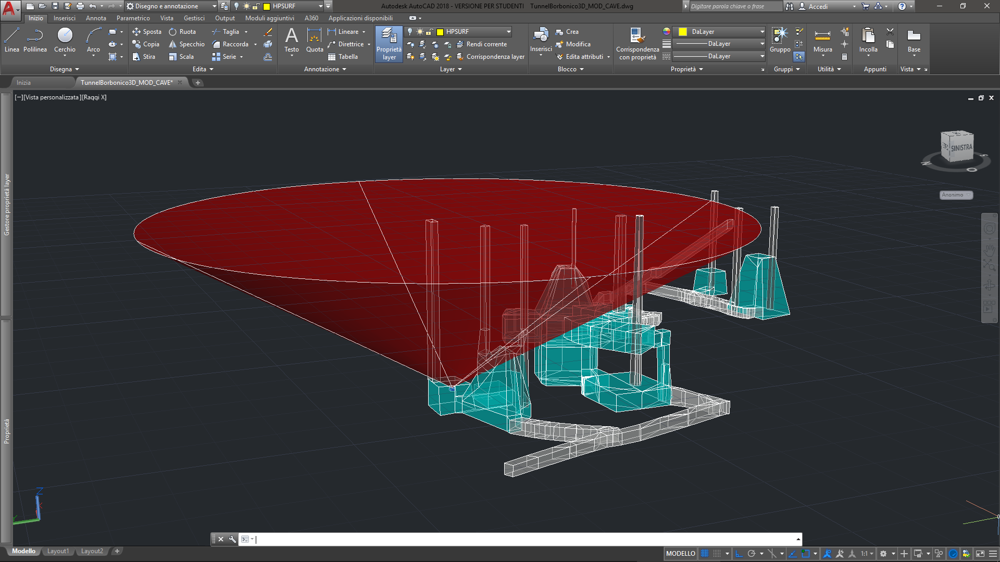 Disegno e annotazione
HPSURF
Autodesk AutoCAD 2018 - VERSIONE PER STUDENTI TunnelBorbonico3D_MOD_CAVE.dwg
Digitare parola chiave o frase
Accedi
Inizio Inserisci Annota Parametrico Vista Gestisci Output Moduli aggiuntivi A360 Applicazioni disponibili
Linea
Polilinea
Cerchio
Arco
Disegna
Sposta Ruota Taglia
Copia Specchio Raccorda
Stira Scala Serie
Edita
Testo
Quota
Lineare
Direttrice
Tabella
Annotazione
Proprietà
layer
HPSURF
Rendi corrente
Corrispondenza layer
Layer
Inserisci
Crea
Modifica
Edita attributi
Blocco
Corrispondenza
con proprietà
DaLayer
DaLayer
DaLayer
Proprietà
Gruppo
Gruppi
Misura
Utilità
Incolla
Appunti
Base
Vista
Inizia
TunnelBorbonico3D_MOD_CAVE*
[−][Vista personalizzata][Raggi X]
Gestore proprietà layer
Proprietà
SINISTRA
N
S
O
Anonimo
Z
X
Y
Modello Layout1 Layout2
MODELLO
1:1